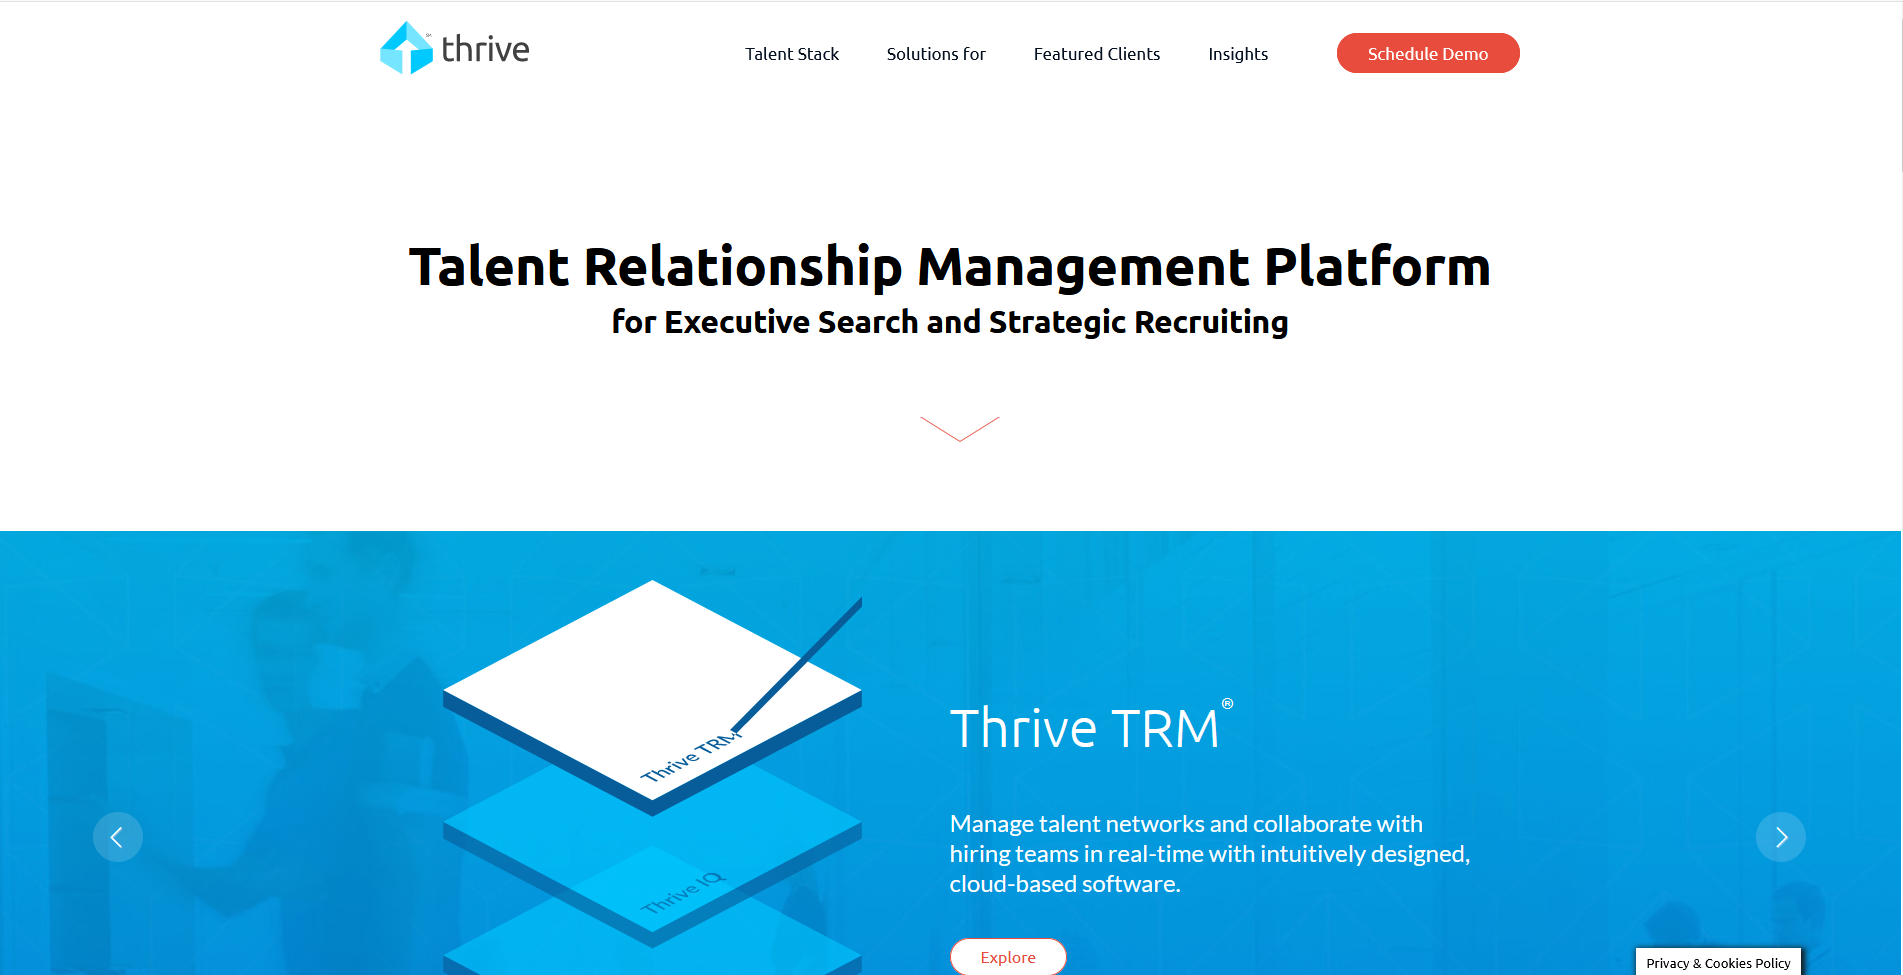 thrive
Talent Stack
Solutions for
Featured Clients
Insights
Schedule Demo
Talent Relationship Management Platform
for Executive Search and Strategic Recruiting
Thrive TRM
Thrive IQ
Thrive TRM®
Manage talent networks and collaborate with
hiring teams in real-time with intuitively designed,
cloud-based software.
Explore
Privacy & Cookies Policy